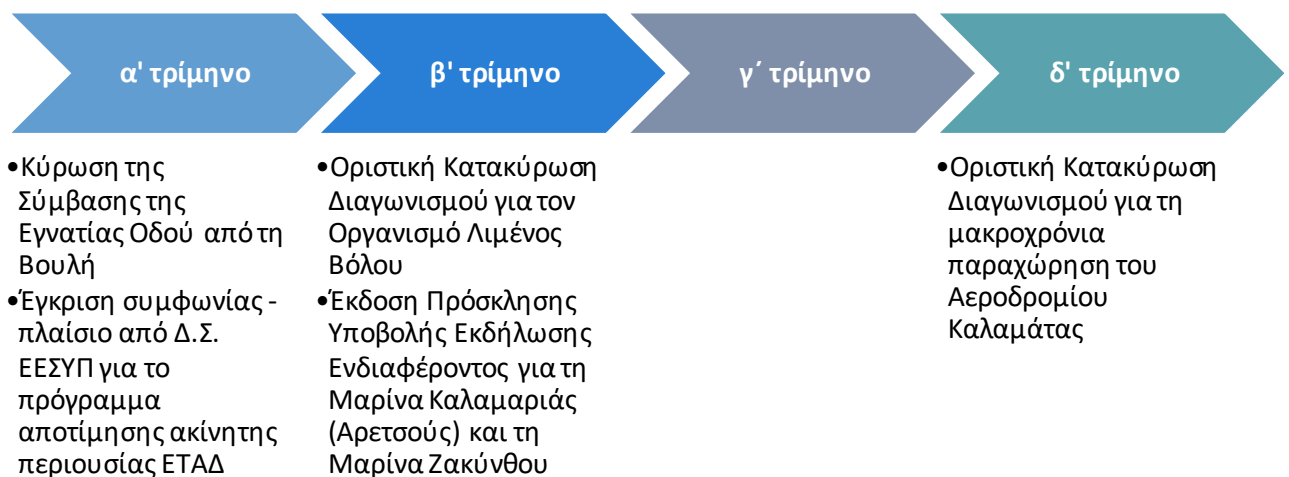 α' τρίμηνο
β' τρίμηνο
γ΄ τρίμηνο
δ' τρίμηνο
•Κύρωση της
Σύμβασης της
Εγνατίας Οδού από τη
Βουλή
•Έγκριση συμφωνίας -
πλαίσιο από Δ.Σ.
ΕΕΣΥΠ για το
πρόγραμμα
αποτίμησης ακίνητης
περιουσίας ΕΤΑΔ
•Οριστική Κατακύρωση
Διαγωνισμού για τον
Οργανισμό Λιμένος
Βόλου
•Έκδοση Πρόσκλησης
Υποβολής Εκδήλωσης
Ενδιαφέροντος για τη
Μαρίνα Καλαμαριάς
(Αρετσούς) και τη
Μαρίνα Ζακύνθου
•Οριστική Κατακύρωση
Διαγωνισμού για τη
μακροχρόνια
παραχώρηση του
Αεροδρομίου
Καλαμάτας